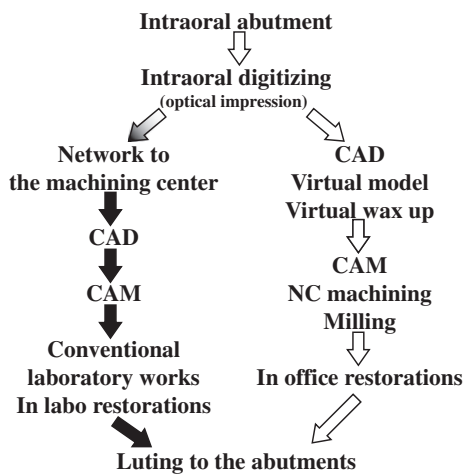 Intraoral abutment
Intraoral digitizing
(optical impression)
Network to
the machining center
CAD
CAM
Conventional
laboratory works
In labo restorations
CAD
Virtual model
Virtual wax up
CAM
NC machining
Milling
In office restorations
Luting to the abutments